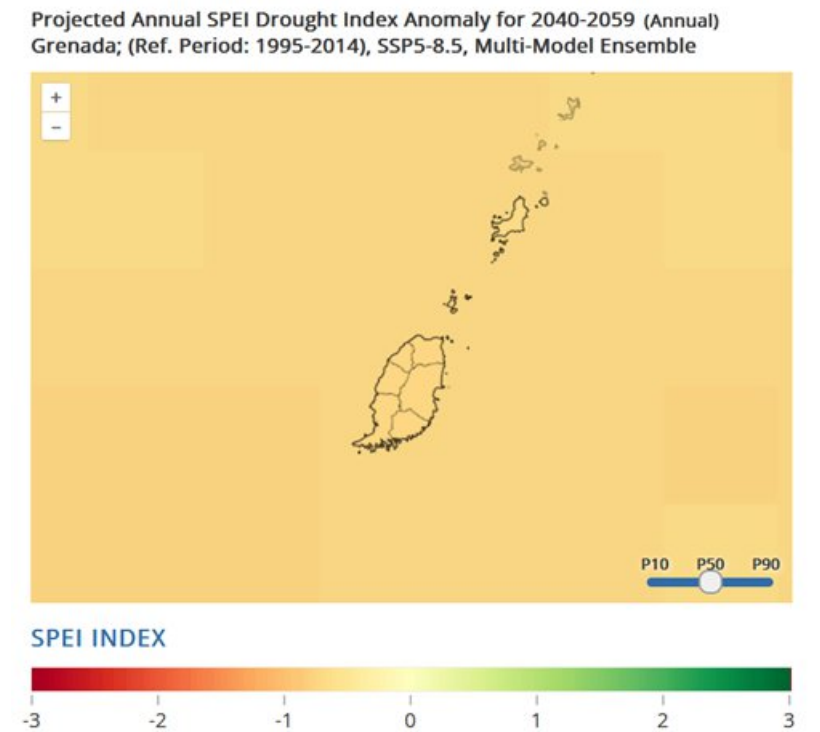 Projected Annual SPEI Drought Index Anomaly for 2040-2059 (Annual)
Grenada; (Ref. Period: 1995-2014), SSP5-8.5, Multi-Model Ensemble
+
−
P10 P50 P90
SPEI INDEX
-3 -2 -1 0 1 2 3